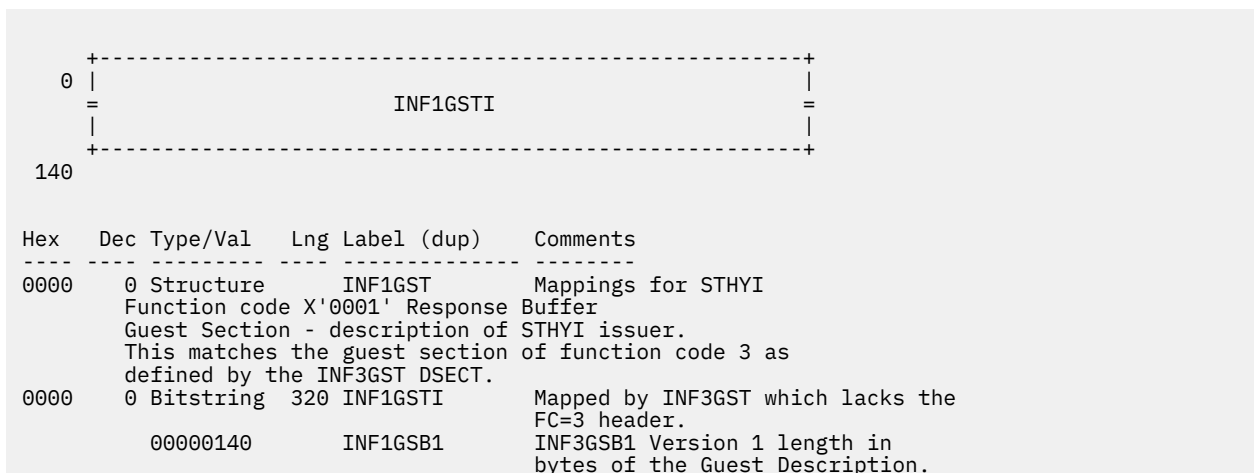 +------------------------------------------------------+
0 | |
= INF1GSTI =
| |
+------------------------------------------------------+
140
Hex Dec Type/Val Lng Label (dup) Comments
---- ---- --------- ---- -------------- --------
0000 0 Structure INF1GST Mappings for STHYI
Function code X'0001' Response Buffer
Guest Section - description of STHYI issuer.
This matches the guest section of function code 3 as
defined by the INF3GST DSECT.
0000 0 Bitstring 320 INF1GSTI Mapped by INF3GST which lacks the
FC=3 header.
00000140 INF1GSB1 INF3GSB1 Version 1 length in
bytes of the Guest Description.